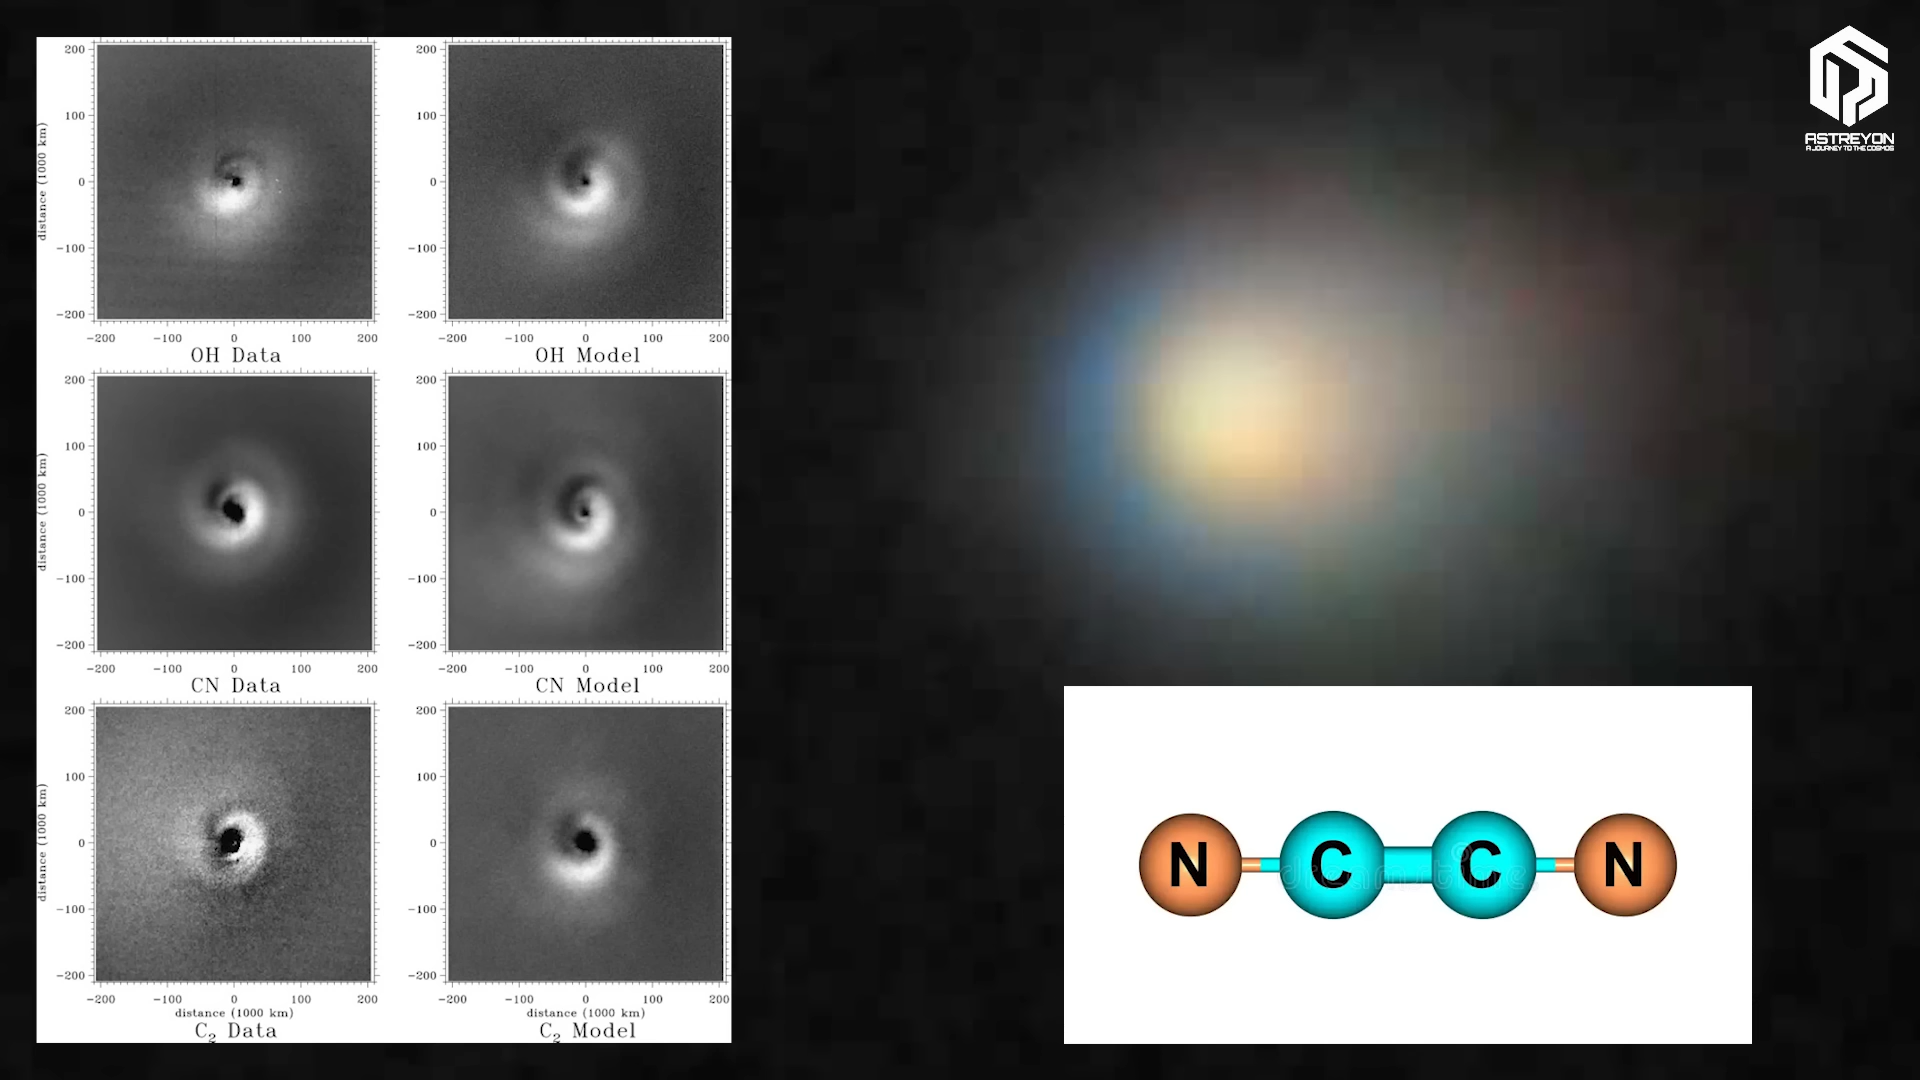 ASTREYON
A JOURNEY TO THE COSMOS
200
100
0
-100
-200
distance (1000 km)
-200 -100 0 100 200
OH Data
200
100
0
-100
-200
-200 -100 0 100 200
OH Model
200
100
0
-100
-200
distance (1000 km)
-200 -100 0 100 200
CN Data
200
100
0
-100
-200
-200 -100 0 100 200
CN Model
200
100
0
-100
-200
distance (1000 km)
-200 -100 0 100 200
distance (1000 km)
C₂ Data
200
100
0
-100
-200
-200 -100 0 100 200
distance (1000 km)
C₂ Model
N C C N